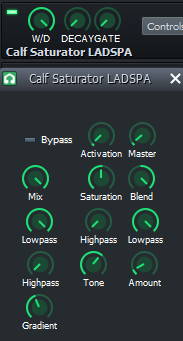 W/D DECAY GATE Controls
Calf Saturator LADSPA
Calf Saturator LADSPA
Bypass Activation Master
Mix Saturation Blend
Lowpass Highpass Lowpass
Highpass Tone Amount
Gradient